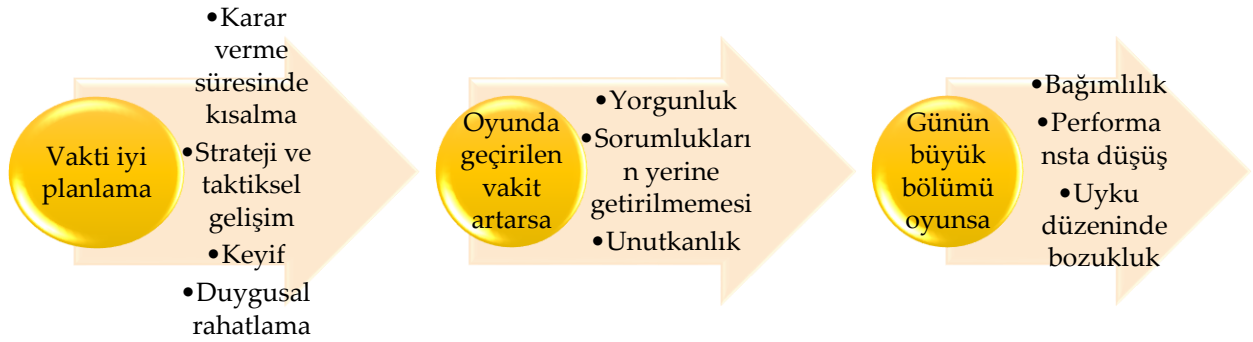 Vakti iyi
planlama
•Karar
verme
süresinde
kısalma
•Strateji ve
taktiksel
gelişim
•Keyif
•Duygusal
rahatlama
Oyunda
geçirilen
vakit
artarsa
•Yorgunluk
•Sorumlukları
n yerine
getirilmemesi
•Unutkanlık
Günün
büyük
bölümü
oyunsa
•Bağımlılık
•Performa
nsta düşüş
•Uyku
düzeninde
bozukluk